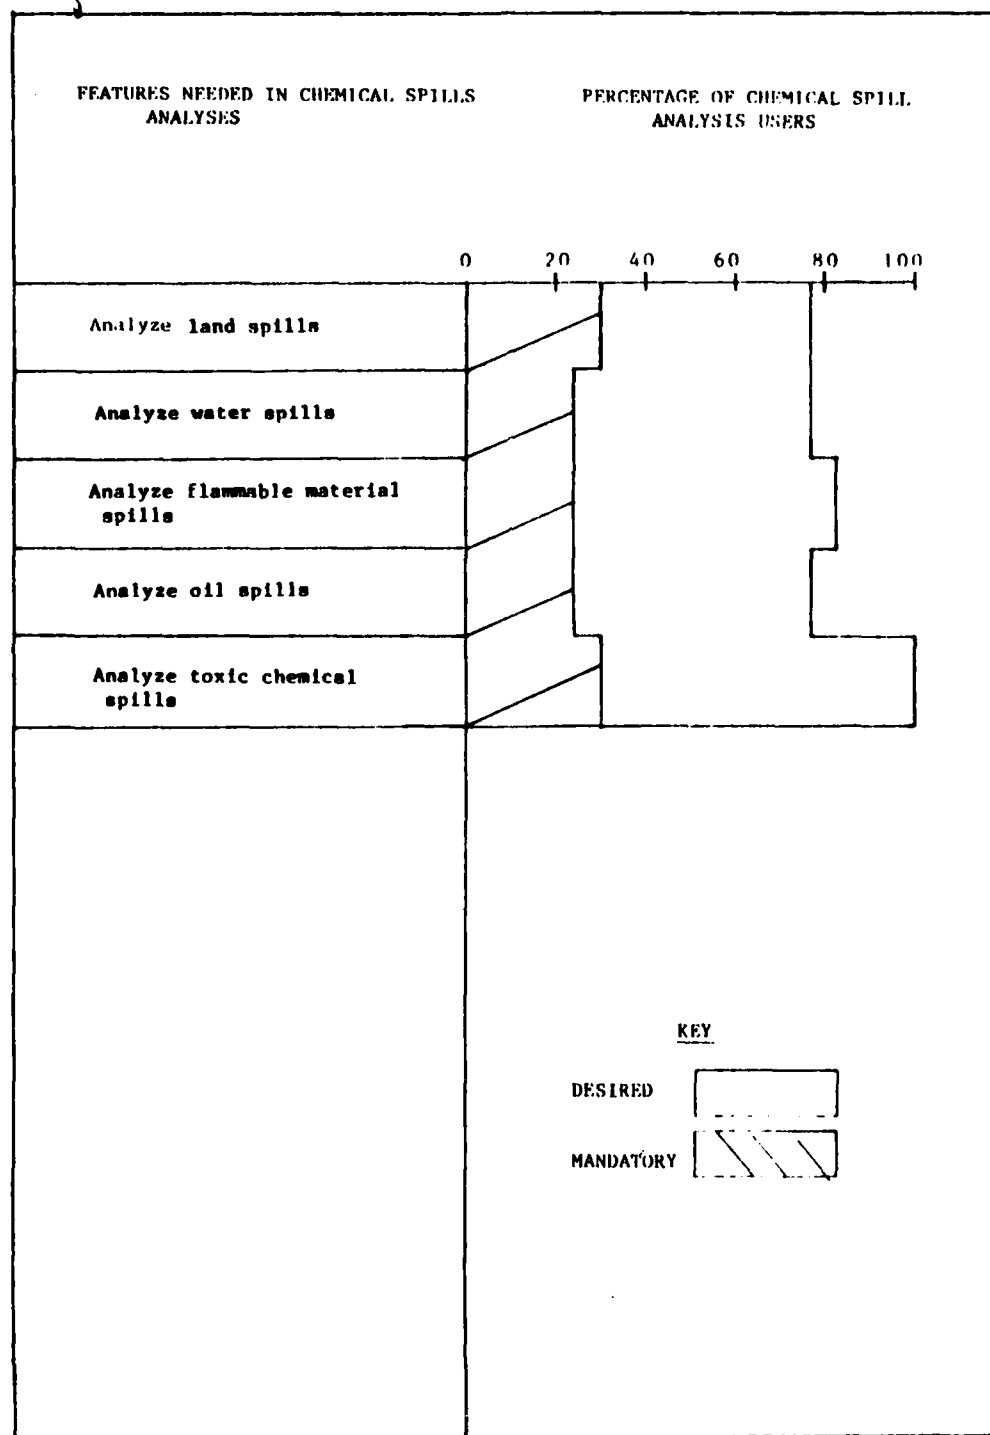 FEATURES NEEDED IN CHEMICAL SPILLS
ANALYSES
PERCENTAGE OF CHEMICAL SPILL
ANALYSIS USERS
0 20 40 60 80 100
Analyze land spills
Analyze water spills
Analyze flammable material
spills
Analyze oil spills
Analyze toxic chemical
spills
KEY
DESIRED
MANDATORY